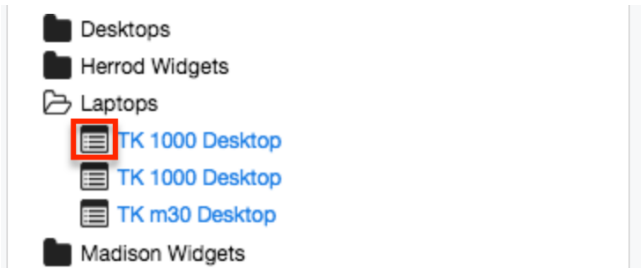 Desktops
Herrod Widgets
Laptops
TK 1000 Desktop
TK 1000 Desktop
TK m30 Desktop
Madison Widgets